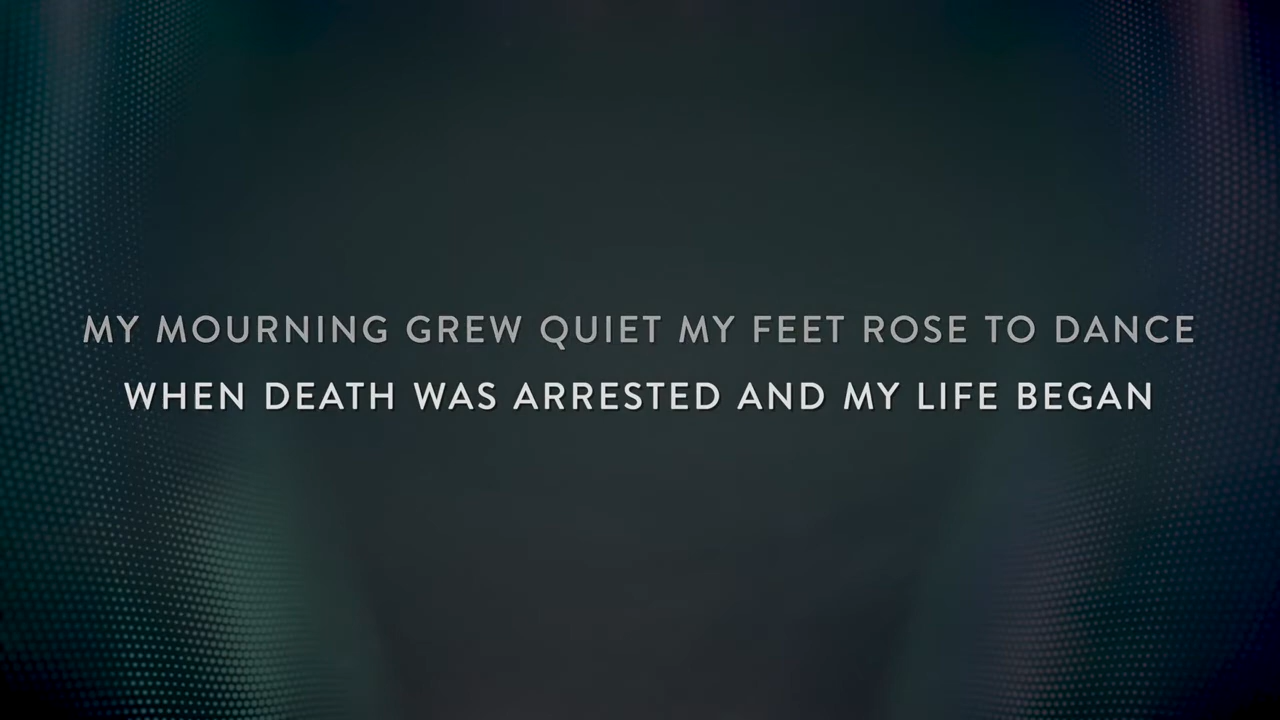 MY MOURNING GREW QUIET MY FEET ROSE TO DANCE
WHEN DEATH WAS ARRESTED AND MY LIFE BEGAN